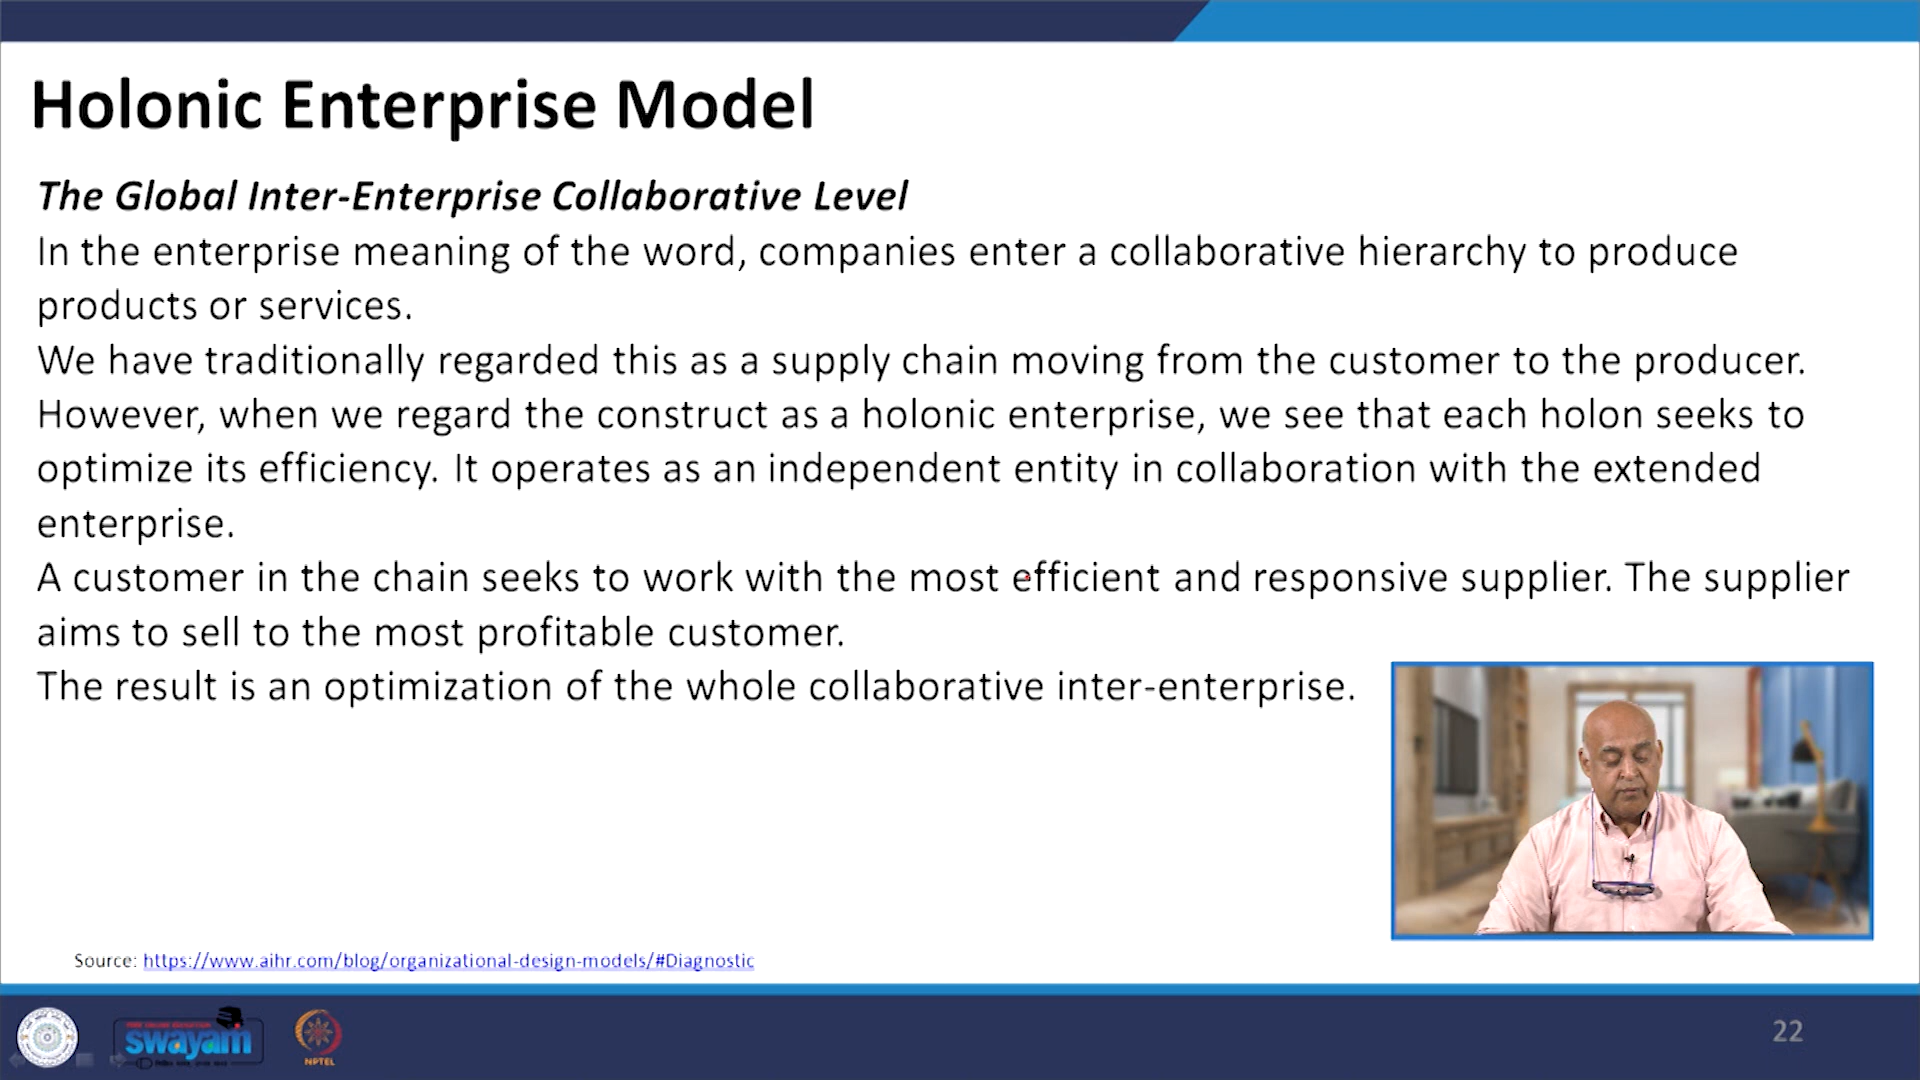 Holonic Enterprise Model
The Global Inter-Enterprise Collaborative Level
In the enterprise meaning of the word, companies enter a collaborative hierarchy to produce
products or services.
We have traditionally regarded this as a supply chain moving from the customer to the producer.
However, when we regard the construct as a holonic enterprise, we see that each holon seeks to
optimize its efficiency. It operates as an independent entity in collaboration with the extended
enterprise.
A customer in the chain seeks to work with the most efficient and responsive supplier. The supplier
aims to sell to the most profitable customer.
The result is an optimization of the whole collaborative inter-enterprise.
Source: https://www.aihr.com/blog/organizational-design-models/#Diagnostic
swayam
NPTEL
22